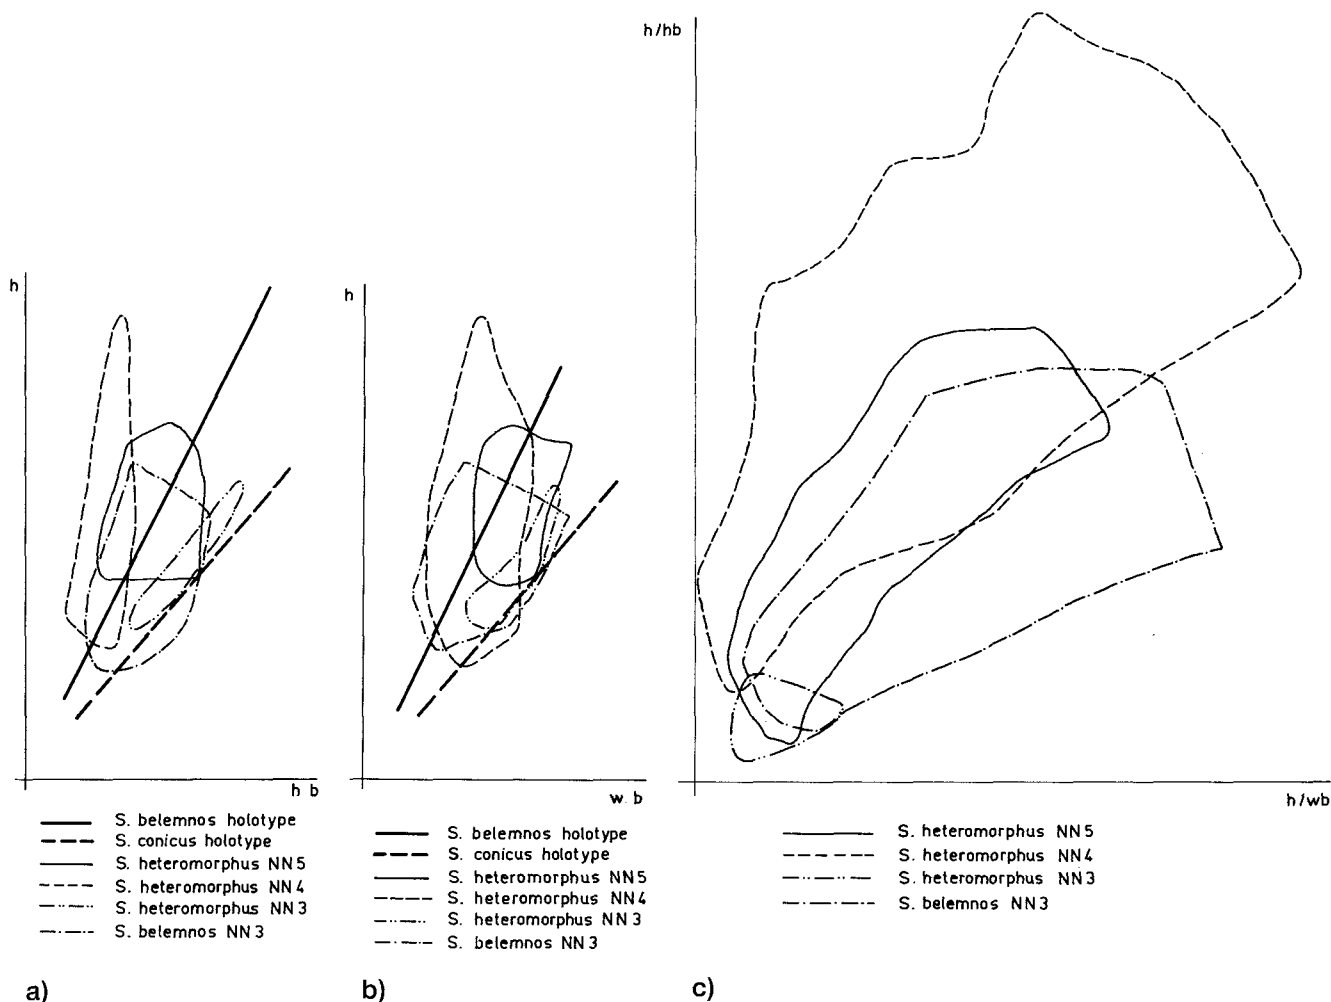 h
h b
S. belemnos holotype
S. conicus holotype
S. heteromorphus NN5
S. heteromorphus NN4
S. heteromorphus NN3
S. belemnos NN3
a)
h
w. b
S. belemnos holotype
S. conicus holotype
S. heteromorphus NN5
S. heteromorphus NN4
S. heteromorphus NN3
S. belemnos NN3
b)
h/hb
h/wb
S. heteromorphus NN5
S. heteromorphus NN4
S. heteromorphus NN3
S. belemnos NN3
c)